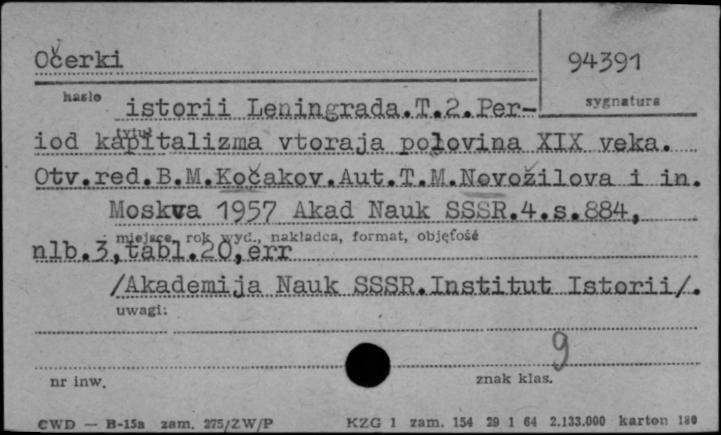 Očerki
94391
hasło
sygnatura
istorii Leningrada.T.2.Per-
tytuł
iod kapitalizma vtoraja połovina XIX veka.
Otv.red.B.M.Kočakov.Aut.T.M.Novožilova i in.
Moskva 1957 Akad Nauk SSSR.4.s.884,
miejsce, rok wyd., nakładca, format, objętość
nlb.3,tabl.20,err
/Akademija Nauk SSSR.Institut Istorii/.
uwagi:
9
nr inw.
znak klas.
CWD — B-15a zam. 275/ZW/P
KZG 1 zam. 154 29 1 64 2.133.000 karton 180